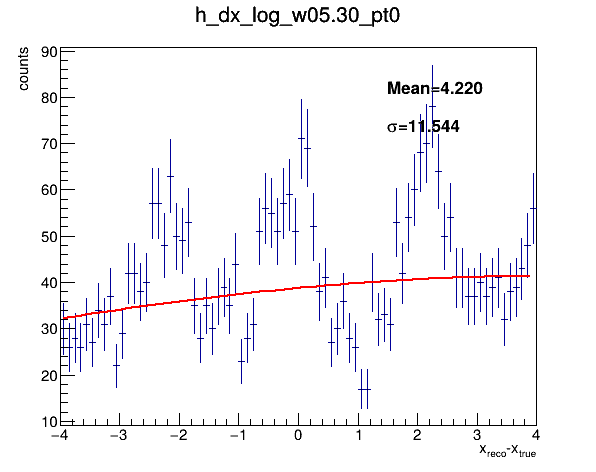 h_dx_log_w05.30_pt0
counts
90
80
70
60
50
40
30
20
10
Mean=4.220
σ=11.544
−4 −3 −2 −1 0 1 2 3 4
x_reco-x_true